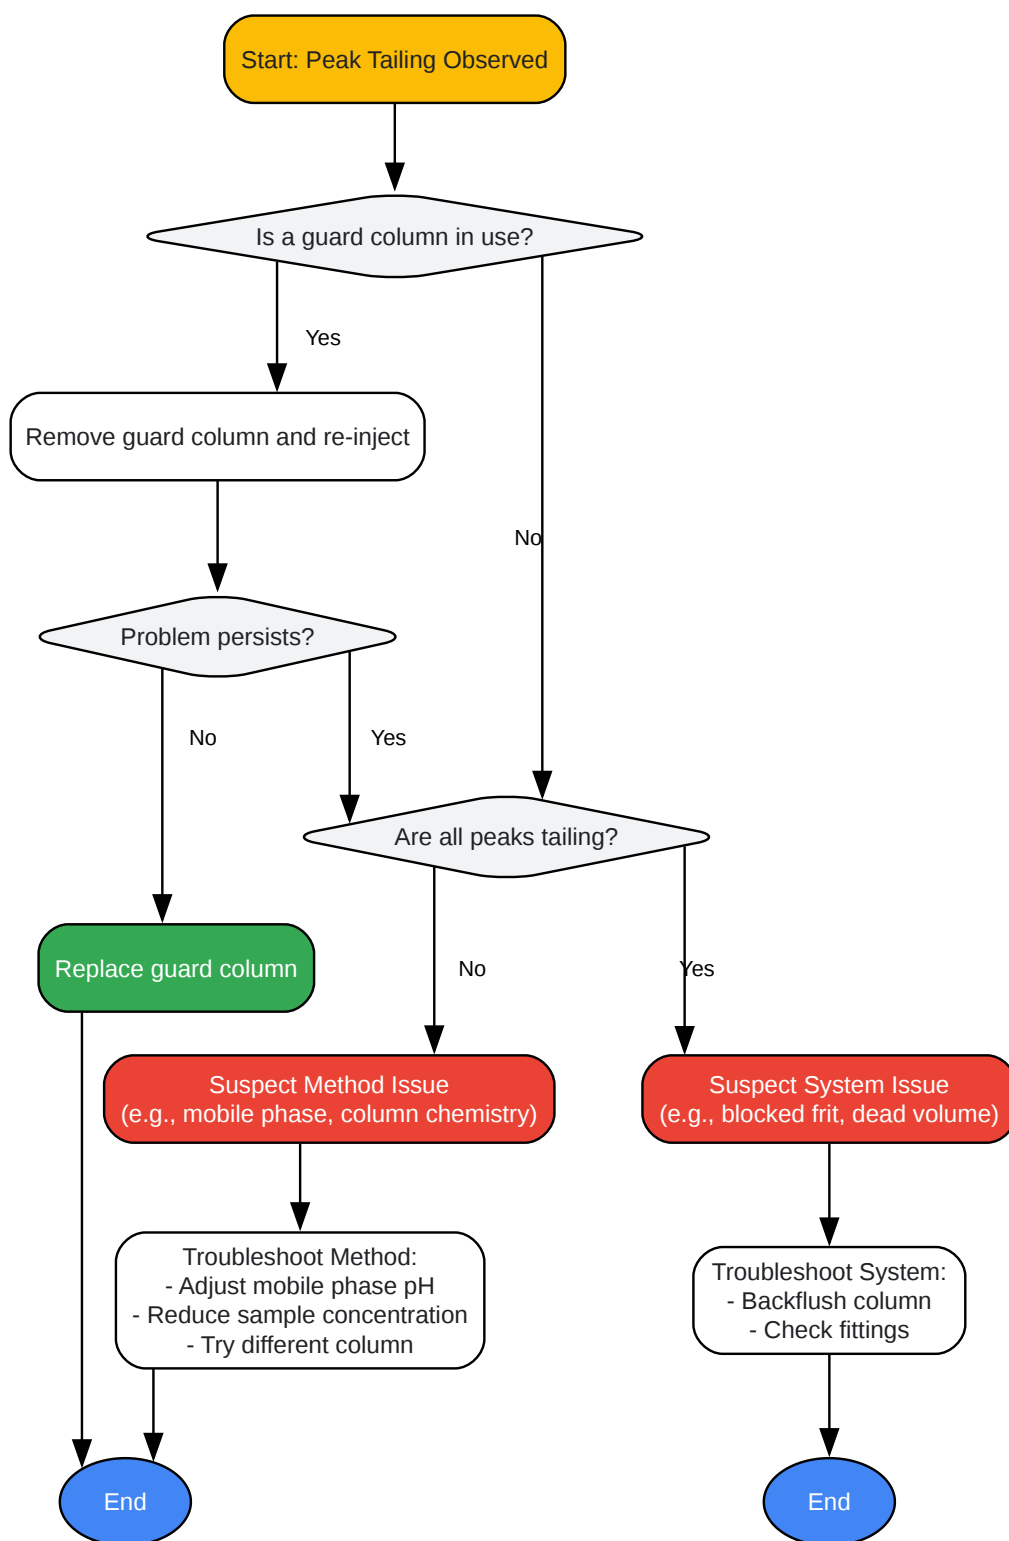 Start: Peak Tailing Observed
Is a guard column in use?
Yes
Remove guard column and re-inject
No
Problem persists?
No
Yes
Are all peaks tailing?
Replace guard column
No
Yes
Suspect Method Issue
(e.g., mobile phase, column chemistry)
Suspect System Issue
(e.g., blocked frit, dead volume)
Troubleshoot Method:
- Adjust mobile phase pH
- Reduce sample concentration
- Try different column
Troubleshoot System:
- Backflush column
- Check fittings
End
End